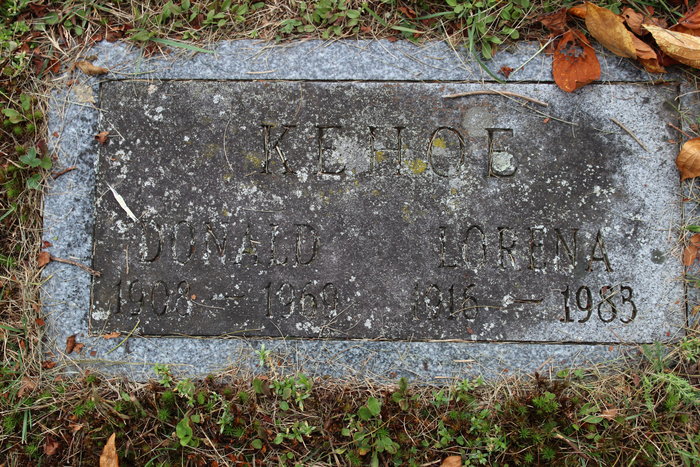 KEHOE
DONALD LORENA
1908 — 1969 1916 — 1983